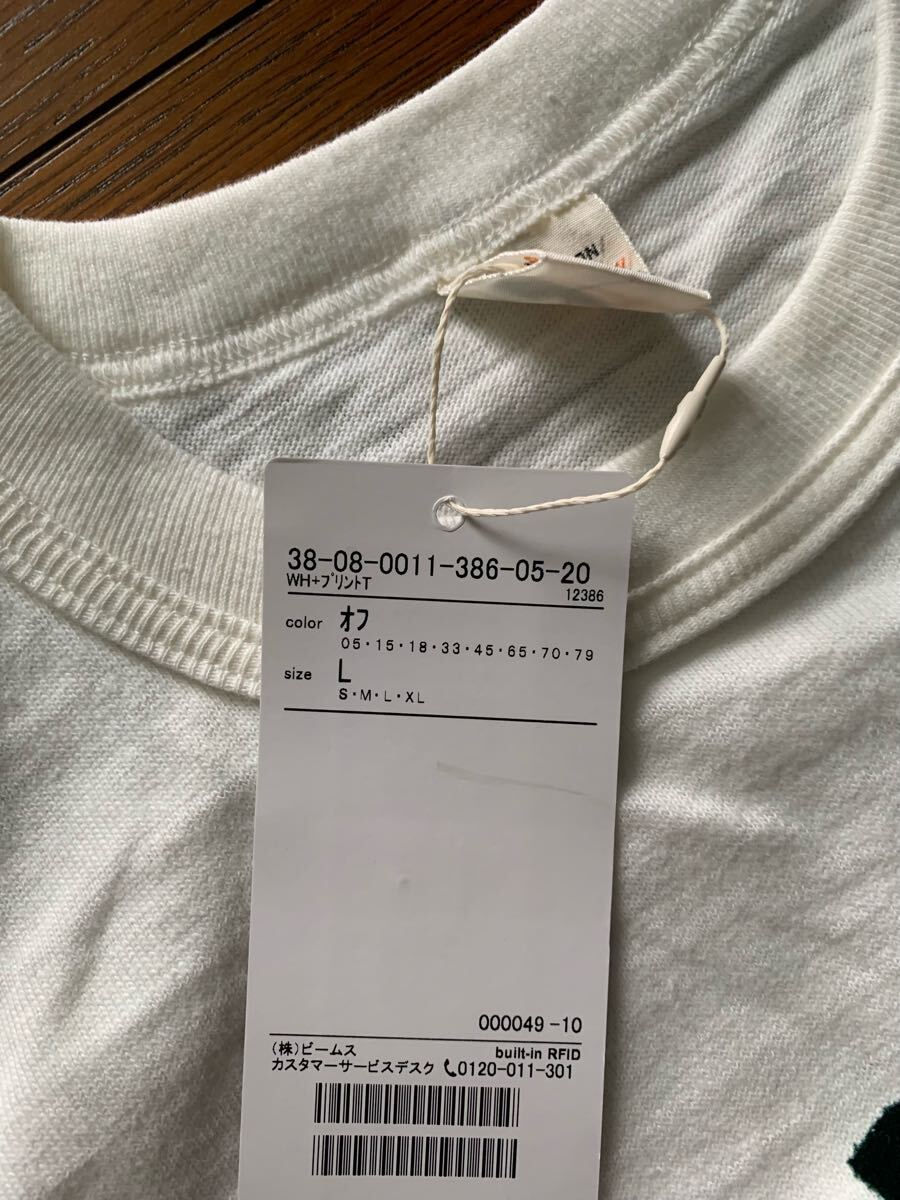 38-08-0011-386-05-20
WH+ﾌﾟﾘﾝﾄT
12386
color ｵﾌ
05・15・18・33・45・65・70・79
size L
S・M・L・XL
000049-10
(株)ビームス built-in RFID
カスタマーサービスデスク 📞0120-011-301